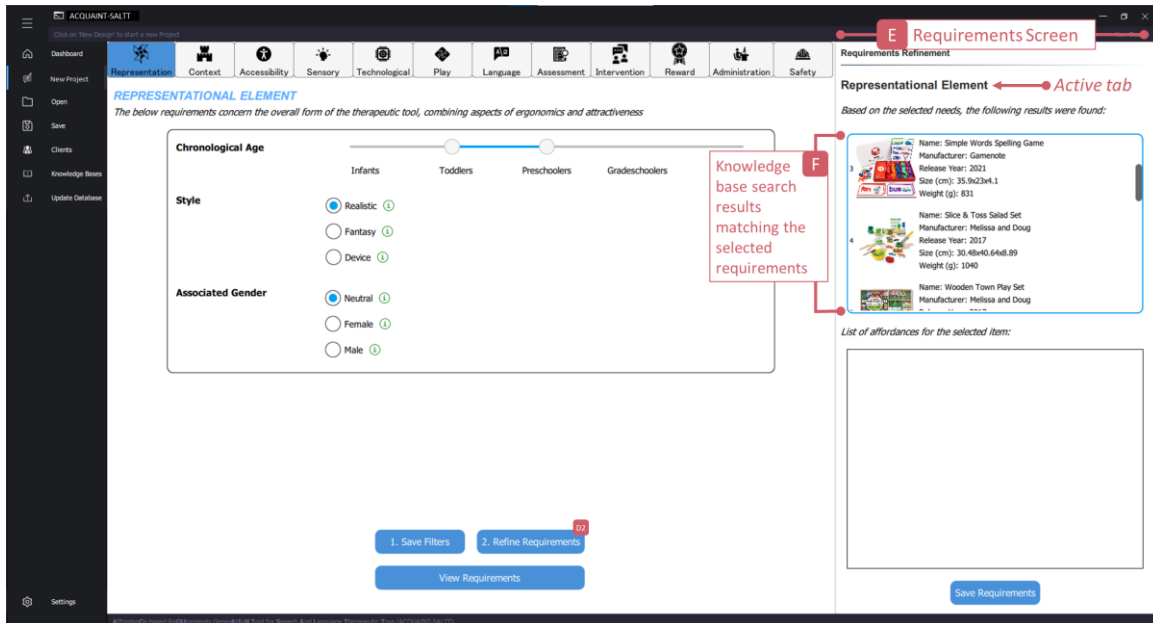 ACQUAINT-SALTT
Click on 'New Design' to start a new Project
E Requirements Screen
Dashboard
New Project
Open
Save
Clients
Knowledge Bases
Update Database
Settings
Representation
Context
Accessibility
Sensory
Technological
Play
Language
Assessment
Intervention
Reward
Administration
Safety
REPRESENTATIONAL ELEMENT
The below requirements concern the overall form of the therapeutic tool, combining aspects of ergonomics and attractiveness
Chronological Age
Infants
Toddlers
Preschoolers
Gradeschoolers
Style
Realistic
Fantasy
Device
Associated Gender
Neutral
Female
Male
1. Save Filters
2. Refine Requirements
D2
View Requirements
F
Knowledge
base search
results
matching the
selected
requirements
Requirements Refinement
Representational Element
Active tab
Based on the selected needs, the following results were found:
3
Name: Simple Words Spelling Game
Manufacturer: Gamenote
Release Year: 2021
Size (cm): 35.9x23x4.1
Weight (g): 831
4
Name: Slice & Toss Salad Set
Manufacturer: Melissa and Doug
Release Year: 2017
Size (cm): 30.48x40.64x8.89
Weight (g): 1040
Name: Wooden Town Play Set
Manufacturer: Melissa and Doug
List of affordances for the selected item:
Save Requirements